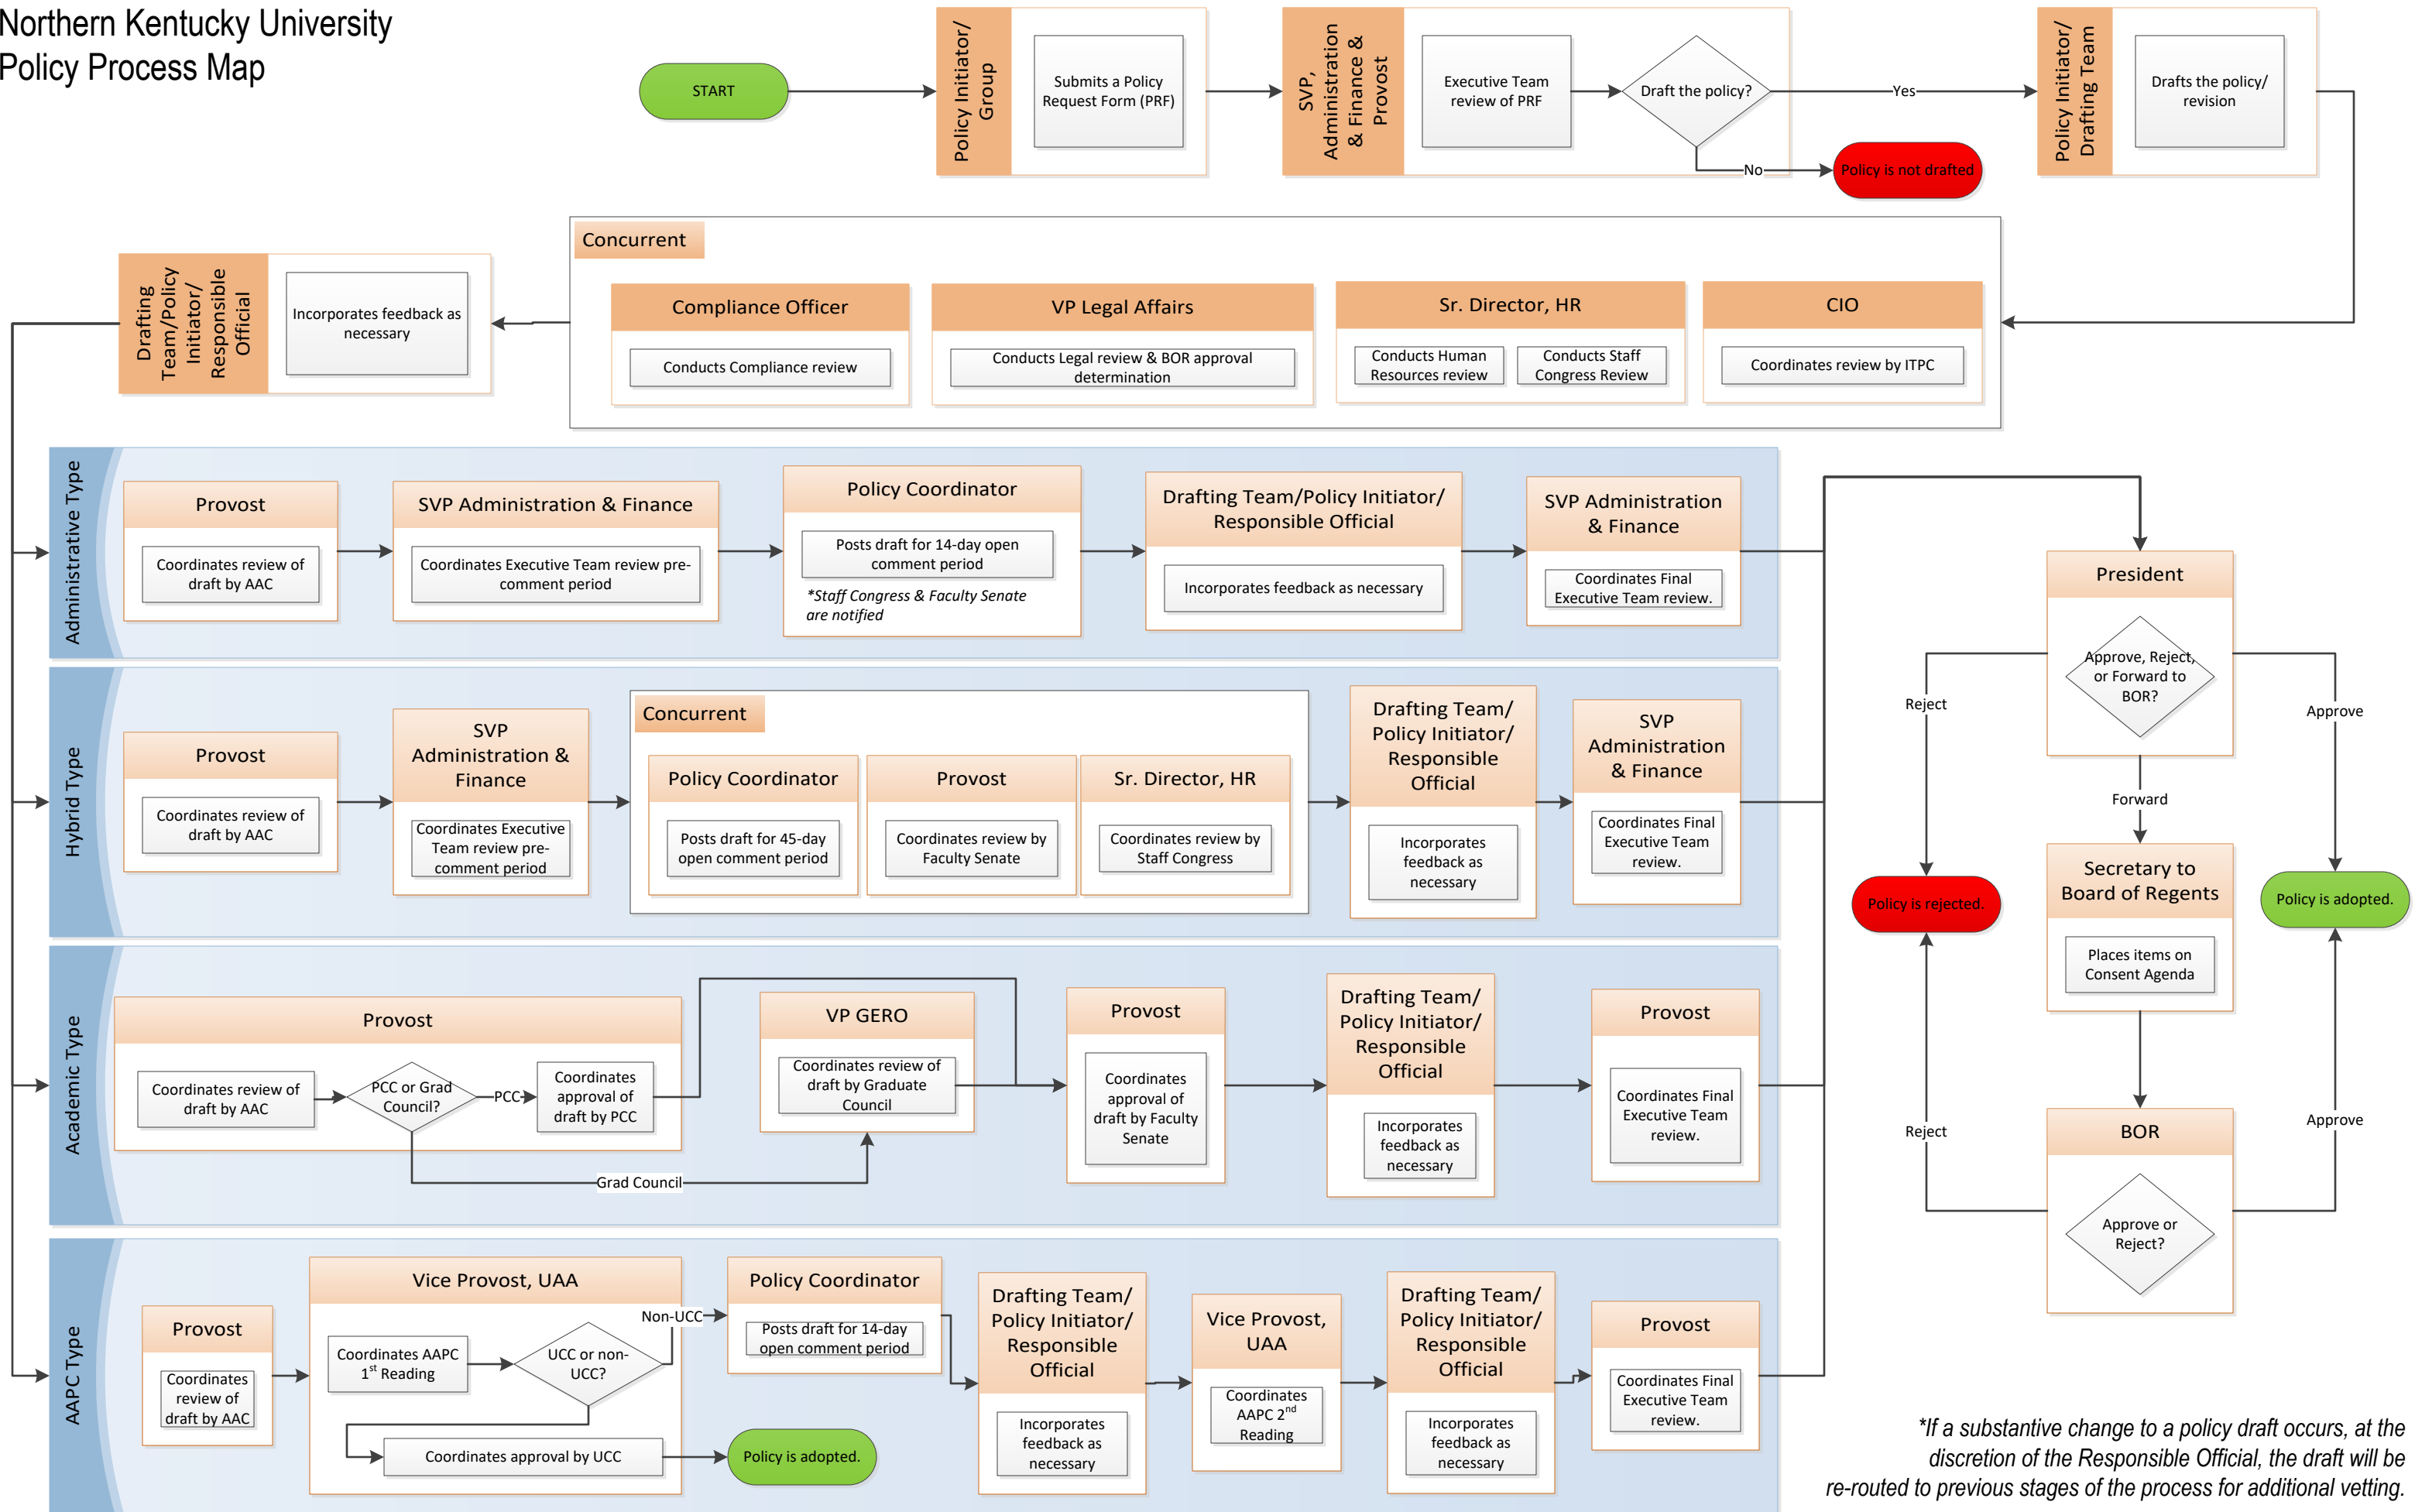 Northern Kentucky University
Policy Process Map
START
Policy Initiator/
Group
Submits a Policy
Request Form (PRF)
SVP,
Administration
& Finance &
Provost
Executive Team
review of PRF
Draft the policy?
Yes
No
Policy is not drafted
Policy Initiator/
Drafting Team
Drafts the policy/
revision
Concurrent
Compliance Officer
Conducts Compliance review
VP Legal Affairs
Conducts Legal review & BOR approval
determination
Sr. Director, HR
Conducts Human
Resources review
Conducts Staff
Congress Review
CIO
Coordinates review by ITPC
Drafting
Team/Policy
Initiator/
Responsible
Official
Incorporates feedback as
necessary
Administrative Type
Provost
Coordinates review of
draft by AAC
SVP Administration & Finance
Coordinates Executive Team review pre-
comment period
Policy Coordinator
Posts draft for 14-day open
comment period
*Staff Congress & Faculty Senate
are notified
Drafting Team/Policy Initiator/
Responsible Official
Incorporates feedback as necessary
SVP Administration
& Finance
Coordinates Final
Executive Team review.
Hybrid Type
Provost
Coordinates review of
draft by AAC
SVP
Administration &
Finance
Coordinates Executive
Team review pre-
comment period
Concurrent
Policy Coordinator
Posts draft for 45-day
open comment period
Provost
Coordinates review by
Faculty Senate
Sr. Director, HR
Coordinates review by
Staff Congress
Drafting Team/
Policy Initiator/
Responsible
Official
Incorporates
feedback as
necessary
SVP
Administration
& Finance
Coordinates Final
Executive Team
review.
Academic Type
Provost
Coordinates review of
draft by AAC
PCC or Grad
Council?
PCC
Coordinates
approval of
draft by PCC
Grad Council
VP GERO
Coordinates review of
draft by Graduate
Council
Provost
Coordinates
approval of
draft by Faculty
Senate
Drafting Team/
Policy Initiator/
Responsible
Official
Incorporates
feedback as
necessary
Provost
Coordinates Final
Executive Team
review.
AAPC Type
Provost
Coordinates
review of
draft by AAC
Vice Provost, UAA
Coordinates AAPC
1st Reading
UCC or non-
UCC?
Non-UCC
Coordinates approval by UCC
Policy is adopted.
Policy Coordinator
Posts draft for 14-day
open comment period
Drafting Team/
Policy Initiator/
Responsible
Official
Incorporates
feedback as
necessary
Vice Provost,
UAA
Coordinates
AAPC 2nd
Reading
Drafting Team/
Policy Initiator/
Responsible
Official
Incorporates
feedback as
necessary
Provost
Coordinates Final
Executive Team
review.
President
Approve, Reject,
or Forward to
BOR?
Reject
Approve
Forward
Secretary to
Board of Regents
Places items on
Consent Agenda
Policy is rejected.
Policy is adopted.
BOR
Approve or
Reject?
Reject
Approve
*If a substantive change to a policy draft occurs, at the
discretion of the Responsible Official, the draft will be
re-routed to previous stages of the process for additional vetting.